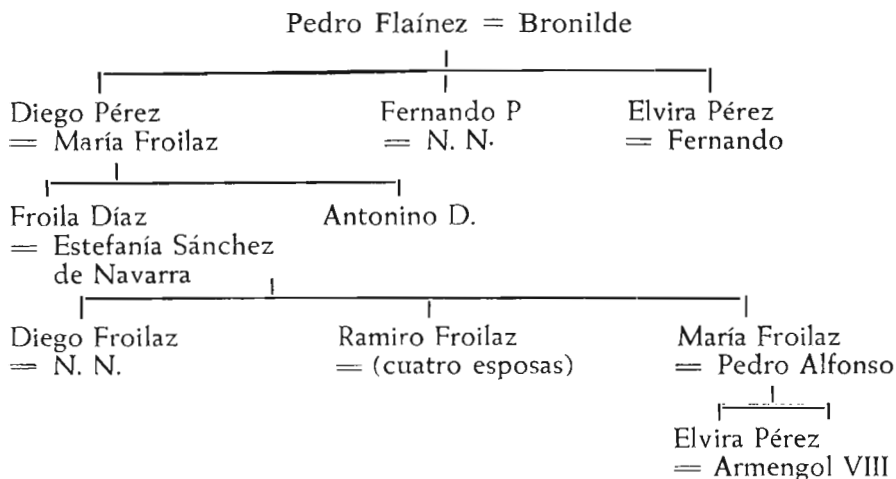 Pedro Flaínez = Bronilde
Diego Pérez Fernando P Elvira Pérez
= María Froilaz = N. N. = Fernando
Froila Díaz Antonino D.
= Estefanía Sánchez
de Navarra
Diego Froilaz Ramiro Froilaz María Froilaz
= N. N. = (cuatro esposas) = Pedro Alfonso
Elvira Pérez
= Armengol VIII